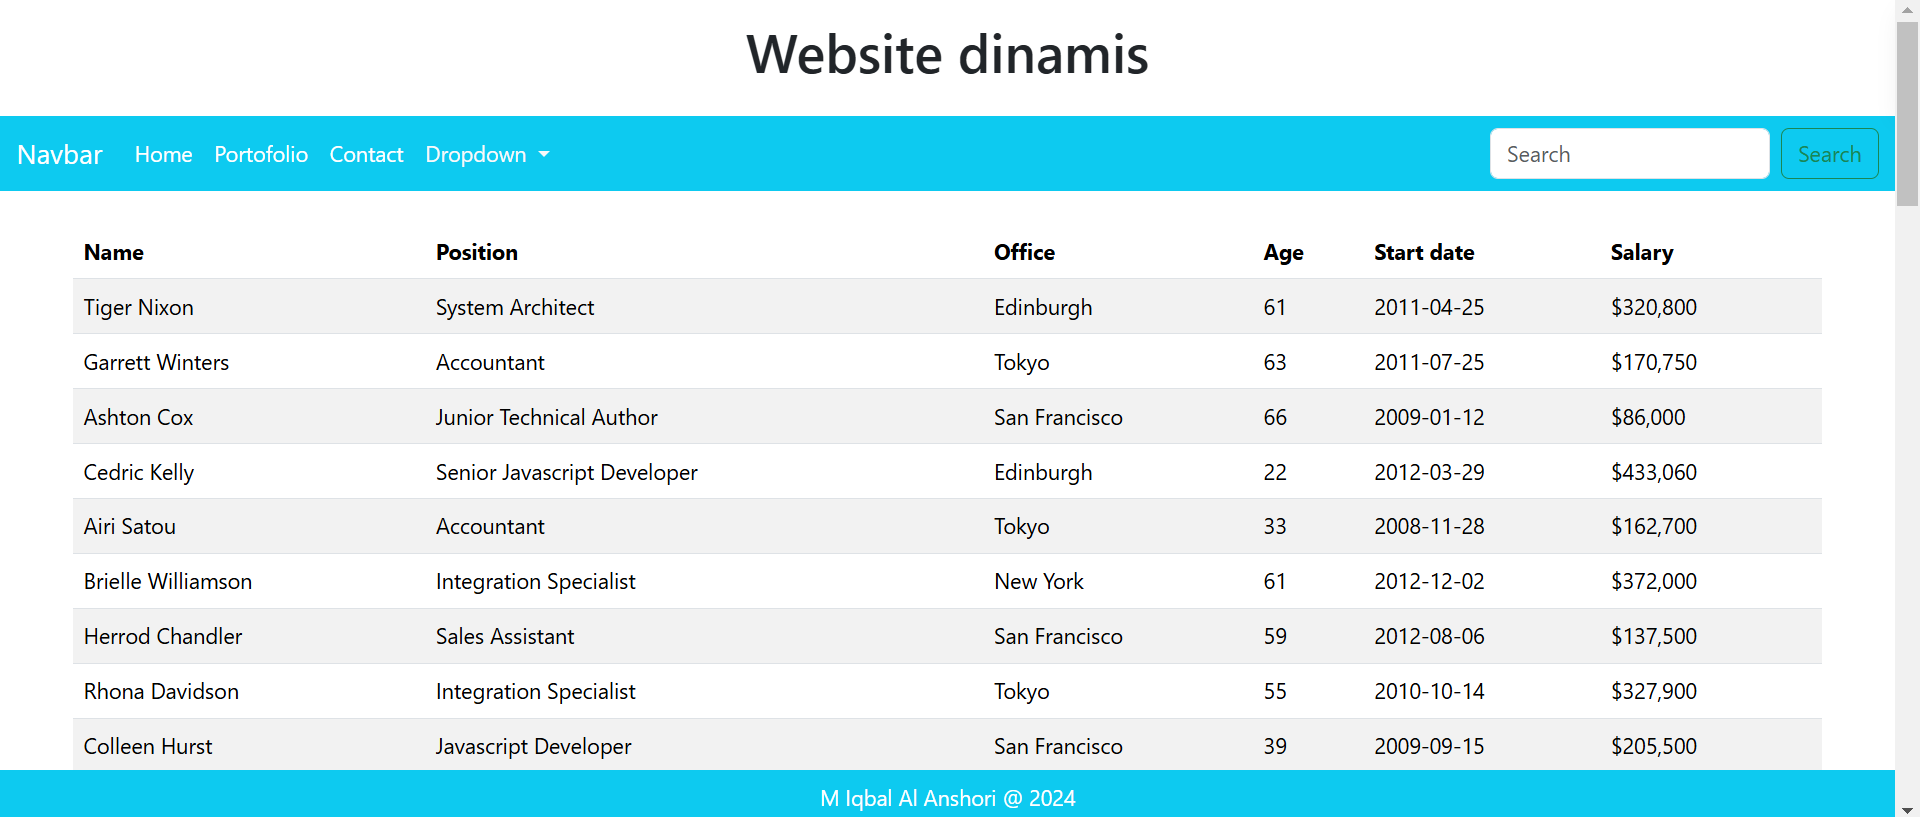 Website dinamis
Navbar Home Portofolio Contact Dropdown Search Search
Name Position Office Age Start date Salary
Tiger Nixon System Architect Edinburgh 61 2011-04-25 $320,800
Garrett Winters Accountant Tokyo 63 2011-07-25 $170,750
Ashton Cox Junior Technical Author San Francisco 66 2009-01-12 $86,000
Cedric Kelly Senior Javascript Developer Edinburgh 22 2012-03-29 $433,060
Airi Satou Accountant Tokyo 33 2008-11-28 $162,700
Brielle Williamson Integration Specialist New York 61 2012-12-02 $372,000
Herrod Chandler Sales Assistant San Francisco 59 2012-08-06 $137,500
Rhona Davidson Integration Specialist Tokyo 55 2010-10-14 $327,900
Colleen Hurst Javascript Developer San Francisco 39 2009-09-15 $205,500
M Iqbal Al Anshori @ 2024